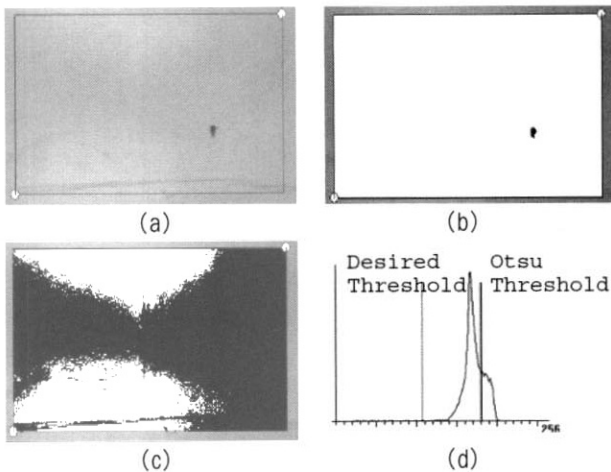 (a)
(b)
Desired Otsu
Threshold Threshold
256
(c)
(d)